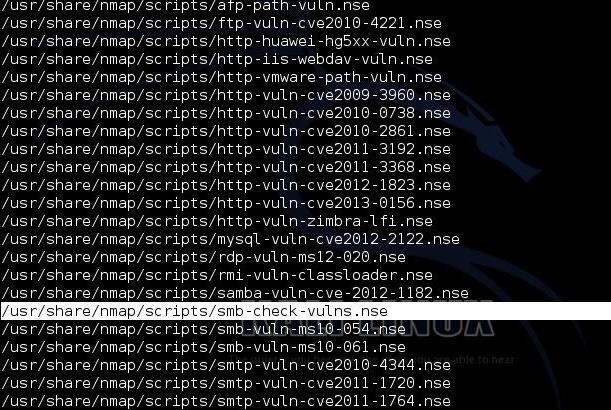 /usr/share/nmap/scripts/afp-path-vuln.nse
/usr/share/nmap/scripts/ftp-vuln-cve2010-4221.nse
/usr/share/nmap/scripts/http-huawei-hg5xx-vuln.nse
/usr/share/nmap/scripts/http-iis-webdav-vuln.nse
/usr/share/nmap/scripts/http-vmware-path-vuln.nse
/usr/share/nmap/scripts/http-vuln-cve2009-3960.nse
/usr/share/nmap/scripts/http-vuln-cve2010-0738.nse
/usr/share/nmap/scripts/http-vuln-cve2010-2861.nse
/usr/share/nmap/scripts/http-vuln-cve2011-3192.nse
/usr/share/nmap/scripts/http-vuln-cve2011-3368.nse
/usr/share/nmap/scripts/http-vuln-cve2012-1823.nse
/usr/share/nmap/scripts/http-vuln-cve2013-0156.nse
/usr/share/nmap/scripts/http-vuln-zimbra-lfi.nse
/usr/share/nmap/scripts/mysql-vuln-cve2012-2122.nse
/usr/share/nmap/scripts/rdp-vuln-ms12-020.nse
/usr/share/nmap/scripts/rmi-vuln-classloader.nse
/usr/share/nmap/scripts/samba-vuln-cve-2012-1182.nse
/usr/share/nmap/scripts/smb-check-vulns.nse
/usr/share/nmap/scripts/smb-vuln-ms10-054.nse
/usr/share/nmap/scripts/smb-vuln-ms10-061.nse
/usr/share/nmap/scripts/smtp-vuln-cve2010-4344.nse
/usr/share/nmap/scripts/smtp-vuln-cve2011-1720.nse
/usr/share/nmap/scripts/smtp-vuln-cve2011-1764.nse